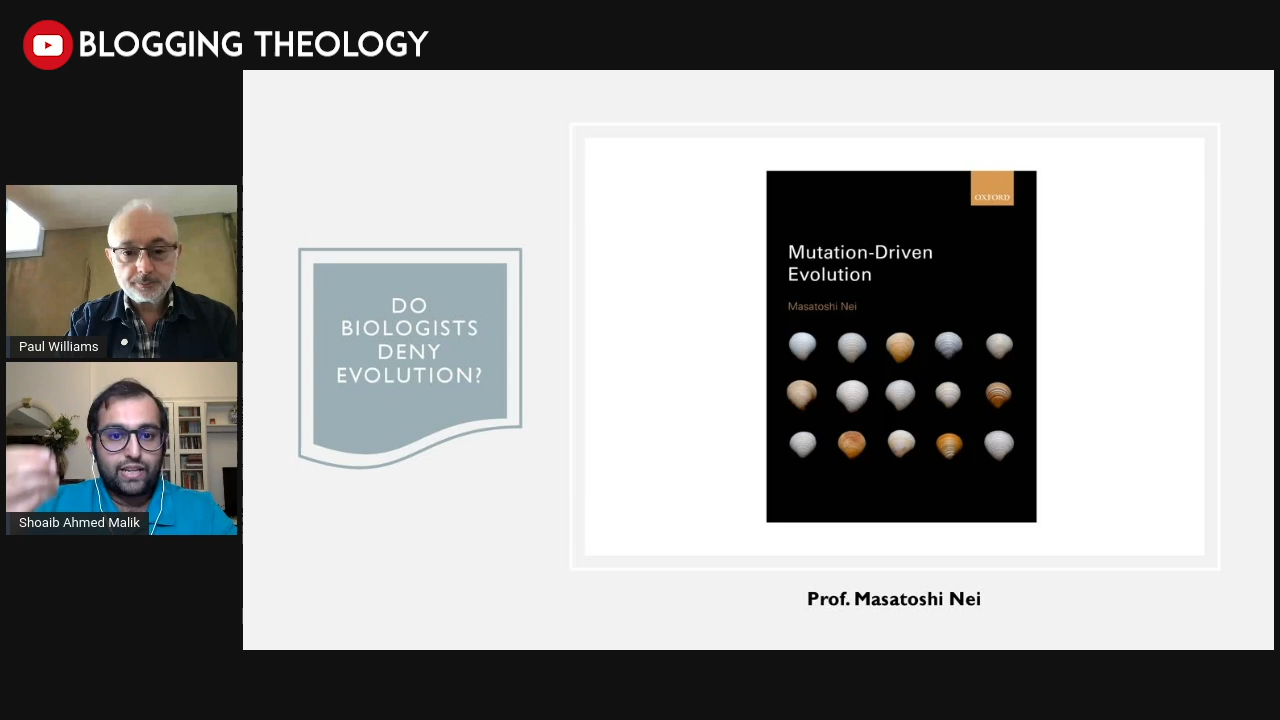 BLOGGING THEOLOGY
Paul Williams
Shoaib Ahmed Malik
DO
BIOLOGISTS
DENY
EVOLUTION?
OXFORD
Mutation-Driven
Evolution
Masatoshi Nei
Prof. Masatoshi Nei